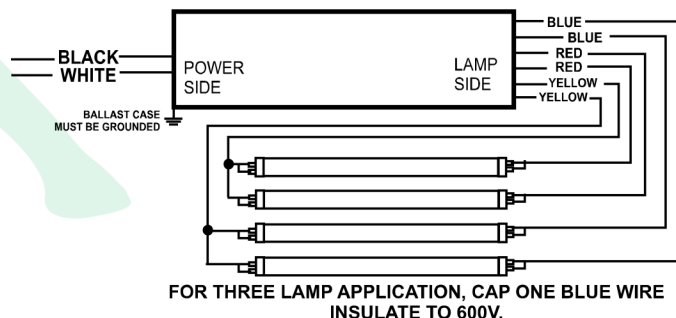 BLUE
BLUE
RED
RED
YELLOW
YELLOW
BLACK
WHITE
POWER
SIDE
LAMP
SIDE
BALLAST CASE
MUST BE GROUNDED
FOR THREE LAMP APPLICATION, CAP ONE BLUE WIRE
INSULATE TO 600V.